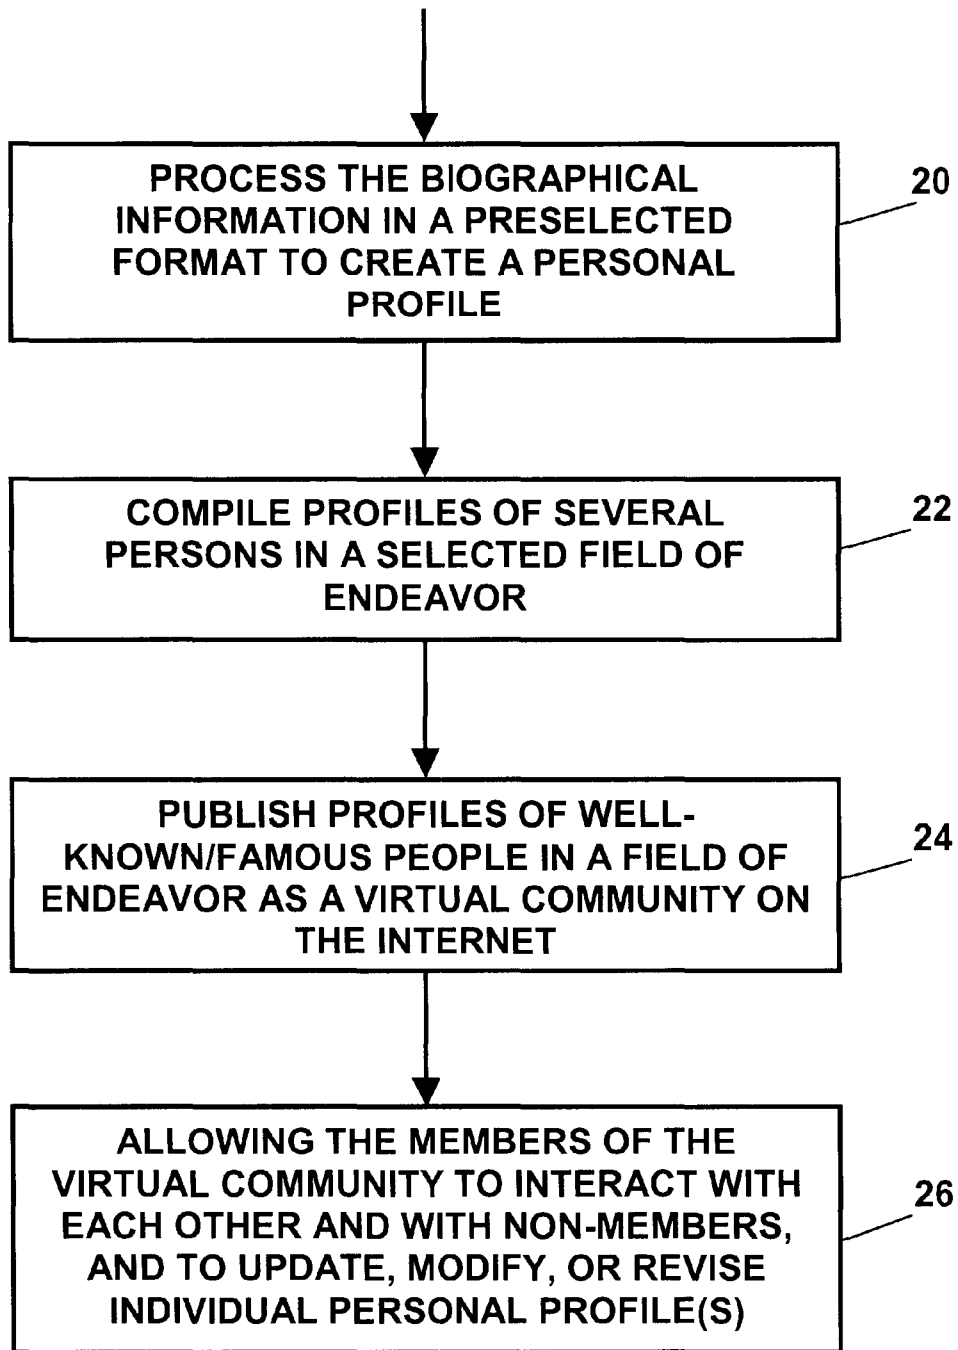 PROCESS THE BIOGRAPHICAL
INFORMATION IN A PRESELECTED
FORMAT TO CREATE A PERSONAL
PROFILE
20
COMPILE PROFILES OF SEVERAL
PERSONS IN A SELECTED FIELD OF
ENDEAVOR
22
PUBLISH PROFILES OF WELL-
KNOWN/FAMOUS PEOPLE IN A FIELD OF
ENDEAVOR AS A VIRTUAL COMMUNITY ON
THE INTERNET
24
ALLOWING THE MEMBERS OF THE
VIRTUAL COMMUNITY TO INTERACT WITH
EACH OTHER AND WITH NON-MEMBERS,
AND TO UPDATE, MODIFY, OR REVISE
INDIVIDUAL PERSONAL PROFILE(S)
26